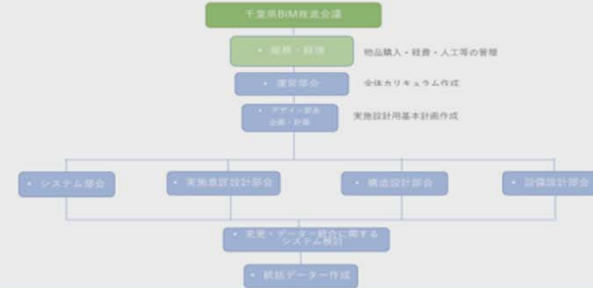 千葉県BIM推進会議
• 総務・経理
物品購入・経費・人工等の管理
• 運営部会
全体カリキュラム作成
• デザイン部会
企画・計画
実施設計用基本計画作成
• システム部会
• 実施意匠設計部会
• 構造設計部会
• 設備設計部会
• 変更・データー統合に関する
システム検討
• 統括データー作成